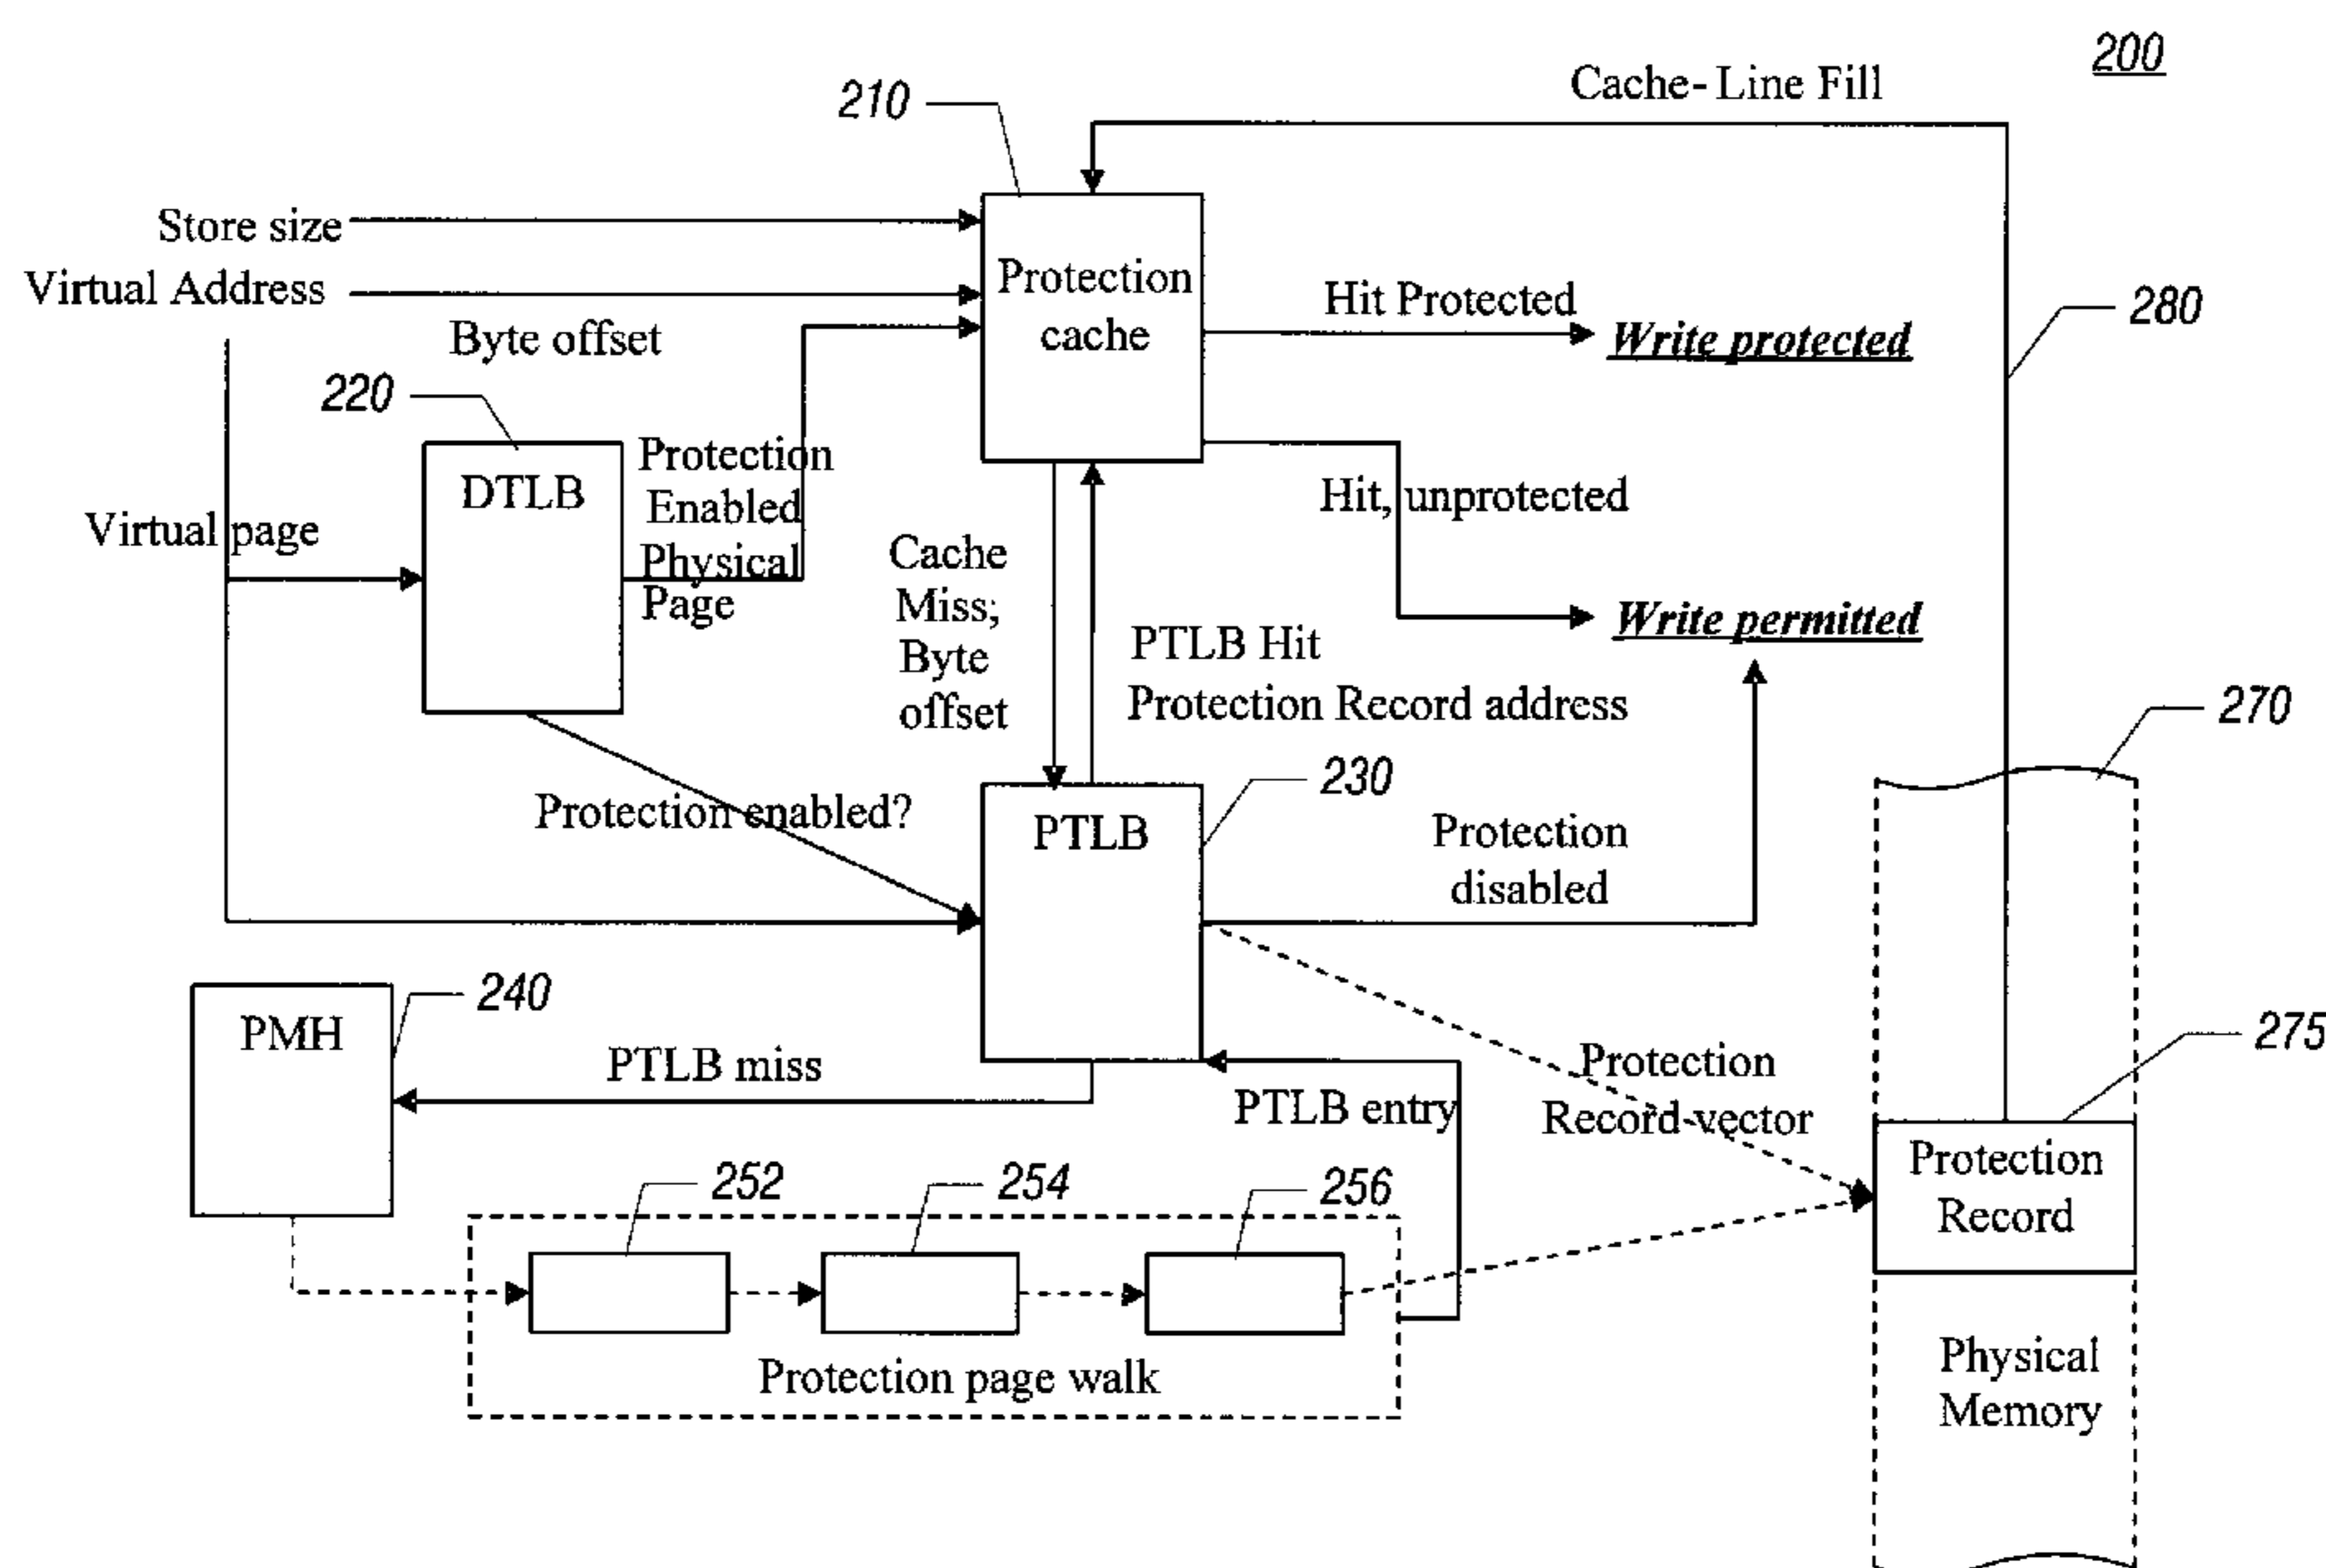 200
Cache- Line Fill
210
Store size
Virtual Address
Byte offset
Protection
cache
Hit Protected
Write protected
280
220
DTLB
Protection
Enabled
Physical
Page
Virtual page
Hit, unprotected
Cache
Miss;
Byte
offset
PTLB Hit
Protection Record address
Write permitted
270
Protection enabled?
230
PTLB
Protection
disabled
240
PMH
PTLB miss
PTLB entry
Protection
Record vector
275
Protection
Record
252
254
256
Protection page walk
Physical
Memory